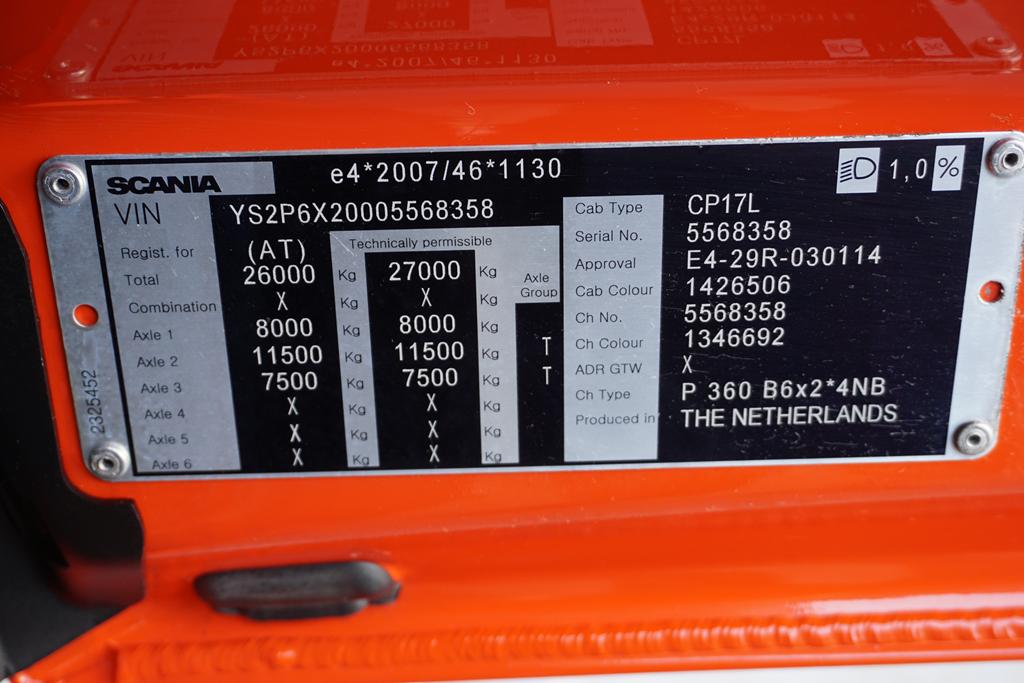 SCANIA e4*2007/46*1130 1,0 %
VIN YS2P6X20005568358
Regist. for (AT) Technically permissible
Total 26000 Kg 27000 Kg Axle Group
Combination X Kg X Kg
Axle 1 8000 Kg 8000 Kg
Axle 2 11500 Kg 11500 Kg T
Axle 3 7500 Kg 7500 Kg T
Axle 4 X Kg X Kg
Axle 5 X Kg X Kg
Axle 6 X Kg X Kg
Cab Type CP17L
Serial No. 5568358
Approval E4-29R-030114
Cab Colour 1426506
Ch No. 5568358
Ch Colour 1346692
ADR GTW X
Ch Type P 360 B6x2*4NB
Produced in THE NETHERLANDS
2325452